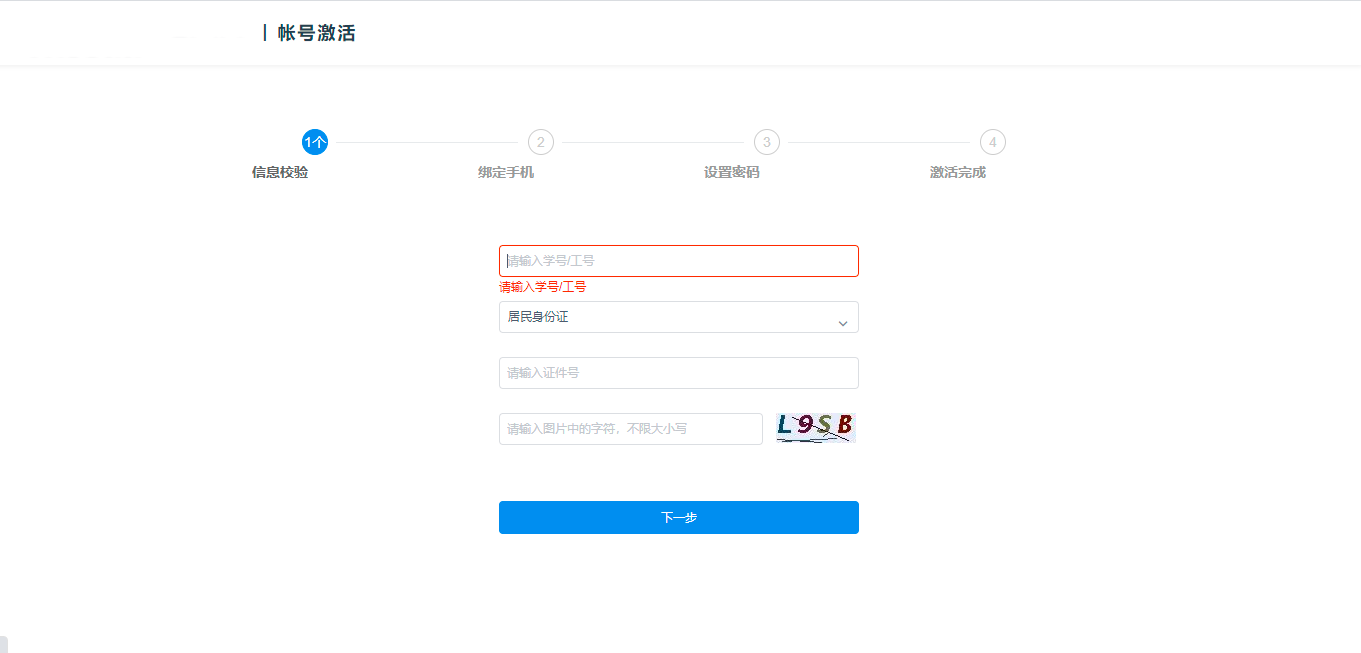 | 帐号激活
1个
2
3
4
信息校验
绑定手机
设置密码
激活完成
请输入学号/工号
请输入学号/工号
居民身份证
请输入证件号
请输入图片中的字符，不限大小写
L9SB
下一步